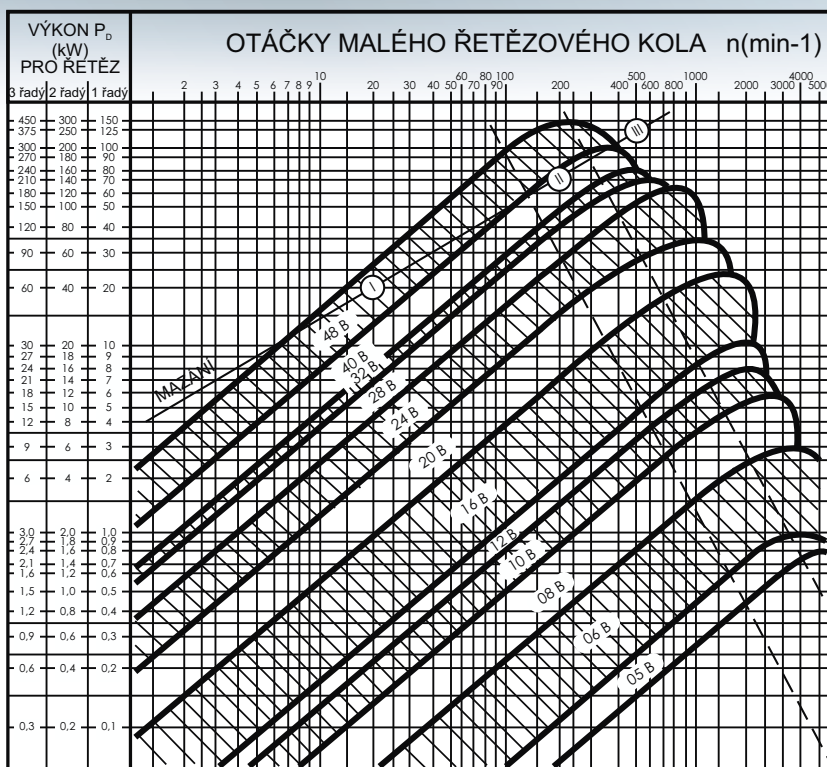 VÝKON P_D
(kW)
PRO ŘETĚZ
OTÁČKY MALÉHO ŘETĚZOVÉHO KOLA n(min-1)
3 řadý 2 řadý 1 řadý
2 3 4 5 6 7 8 9 10 20 30 40 50 60 70 80 90 100 200 300 400 500 600 800 1000 2000 3000 4000 5000
450 300 150
375 250 125
300 200 100
270 180 90
240 160 80
210 140 70
180 120 60
150 100 50
120 80 40
90 60 30
60 40 20
30 20 10
27 18 9
24 16 8
21 14 7
18 12 6
15 10 5
12 8 4
9 6 3
6 4 2
3.0 2.0 1.0
2.7 1,8 0,9
2.4 1,6 0.8
2.1 1.4 0.7
1,6 1.2 0.6
1,5 1,0 0,5
1,2 0,8 0,4
0,9 0,6 0,3
0,6 0,4 0,2
0,3 0,2 0,1
III
II
I
MAZÁNÍ
48 B
40 B
32 B
28 B
24 B
20 B
16 B
12 B
10 B
08 B
06 B
05 B